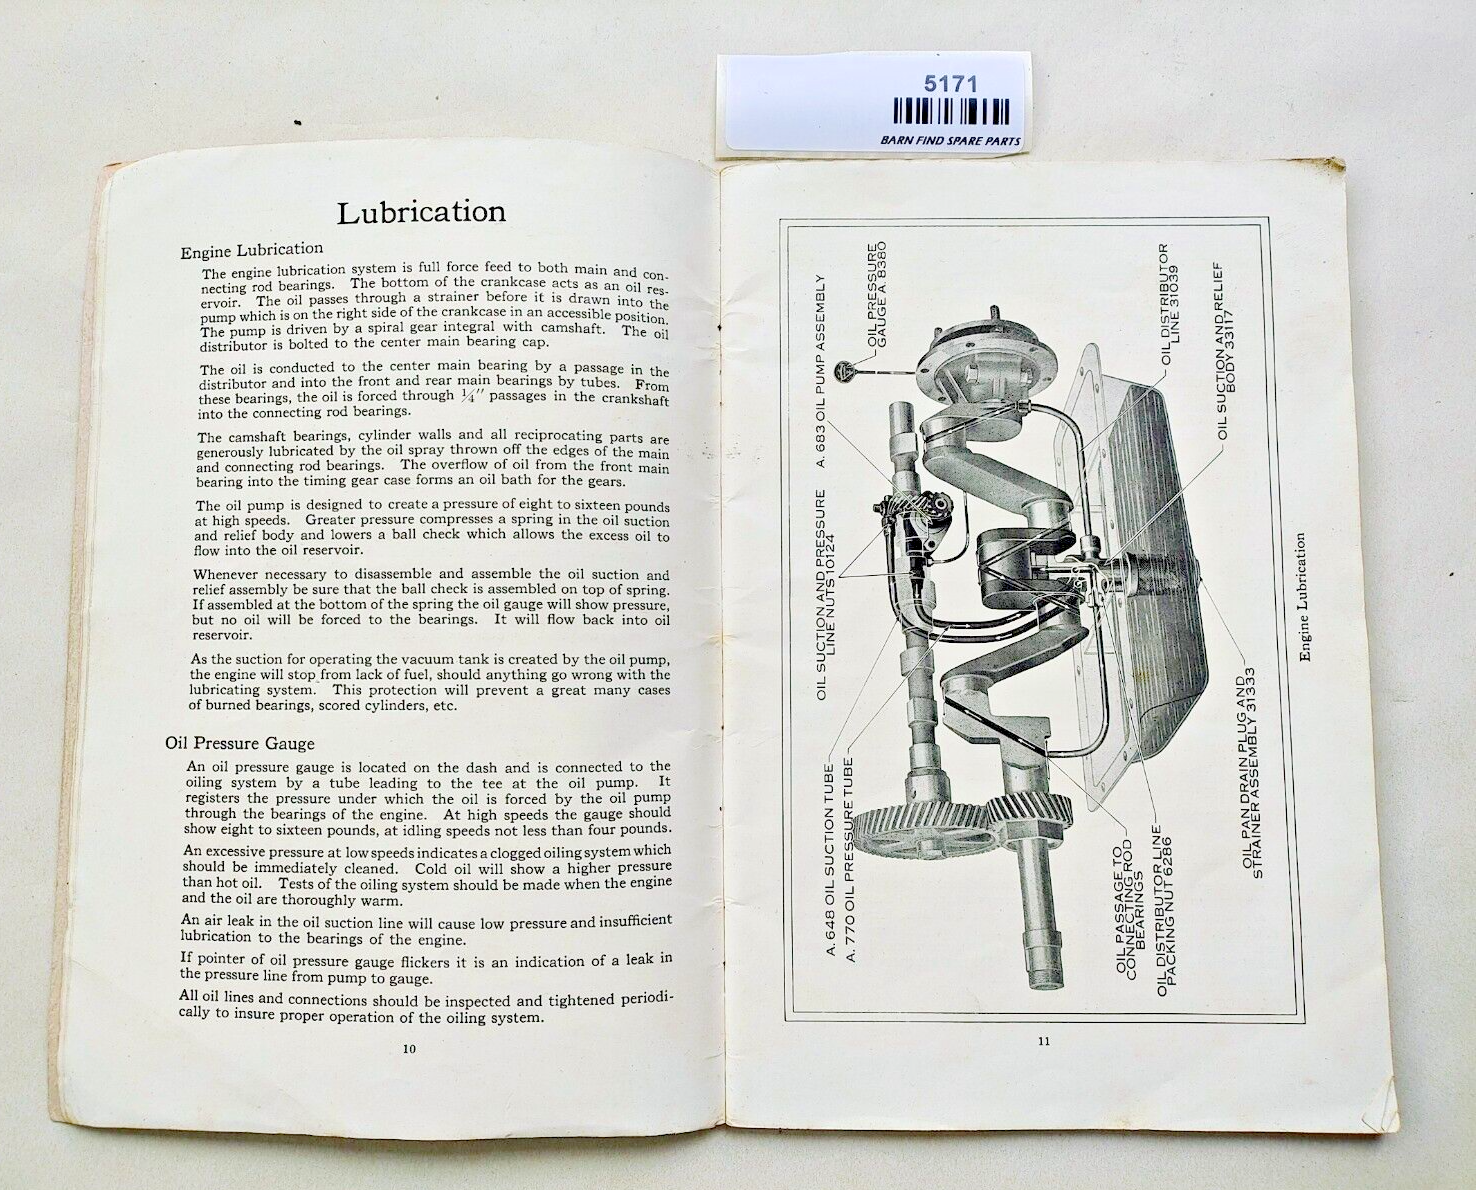 5171
BARN FIND SPARE PARTS
Lubrication
Engine Lubrication
The engine lubrication system is full force feed to both main and con-
necting rod bearings. The bottom of the crankcase acts as an oil res-
ervoir. The oil passes through a strainer before it is drawn into the
pump which is on the right side of the crankcase in an accessible position.
The pump is driven by a spiral gear integral with camshaft. The oil
distributor is bolted to the center main bearing cap.
The oil is conducted to the center main bearing by a passage in the
distributor and into the front and rear main bearings by tubes. From
these bearings, the oil is forced through ¼″ passages in the crankshaft
into the connecting rod bearings.
The camshaft bearings, cylinder walls and all reciprocating parts are
generously lubricated by the oil spray thrown off the edges of the main
and connecting rod bearings. The overflow of oil from the front main
bearing into the timing gear case forms an oil bath for the gears.
The oil pump is designed to create a pressure of eight to sixteen pounds
at high speeds. Greater pressure compresses a spring in the oil suction
and relief body and lowers a ball check which allows the excess oil to
flow into the oil reservoir.
Whenever necessary to disassemble and assemble the oil suction and
relief assembly be sure that the ball check is assembled on top of spring.
If assembled at the bottom of the spring the oil gauge will show pressure,
but no oil will be forced to the bearings. It will flow back into oil
reservoir.
As the suction for operating the vacuum tank is created by the oil pump,
the engine will stop from lack of fuel, should anything go wrong with the
lubricating system. This protection will prevent a great many cases
of burned bearings, scored cylinders, etc.
Oil Pressure Gauge
An oil pressure gauge is located on the dash and is connected to the
oiling system by a tube leading to the tee at the oil pump. It
registers the pressure under which the oil is forced by the oil pump
through the bearings of the engine. At high speeds the gauge should
show eight to sixteen pounds, at idling speeds not less than four pounds.
An excessive pressure at low speeds indicates a clogged oiling system which
should be immediately cleaned. Cold oil will show a higher pressure
than hot oil. Tests of the oiling system should be made when the engine
and the oil are thoroughly warm.
An air leak in the oil suction line will cause low pressure and insufficient
lubrication to the bearings of the engine.
If pointer of oil pressure gauge flickers it is an indication of a leak in
the pressure line from pump to gauge.
All oil lines and connections should be inspected and tightened periodi-
cally to insure proper operation of the oiling system.
10
A. 648 OIL SUCTION TUBE
A. 770 OIL PRESSURE TUBE
OIL SUCTION AND PRESSURE
LINE NUTS 10124
A. 683 OIL PUMP ASSEMBLY
OIL PRESSURE
GAUGE A.8380
OIL DISTRIBUTOR
LINE 31039
OIL SUCTION AND RELIEF
BODY 33117
OIL PASSAGE TO
CONNECTING ROD
BEARINGS
OIL DISTRIBUTOR LINE
PACKING NUT 6286
OIL PAN DRAIN PLUG AND
STRAINER ASSEMBLY 31333
Engine Lubrication
11